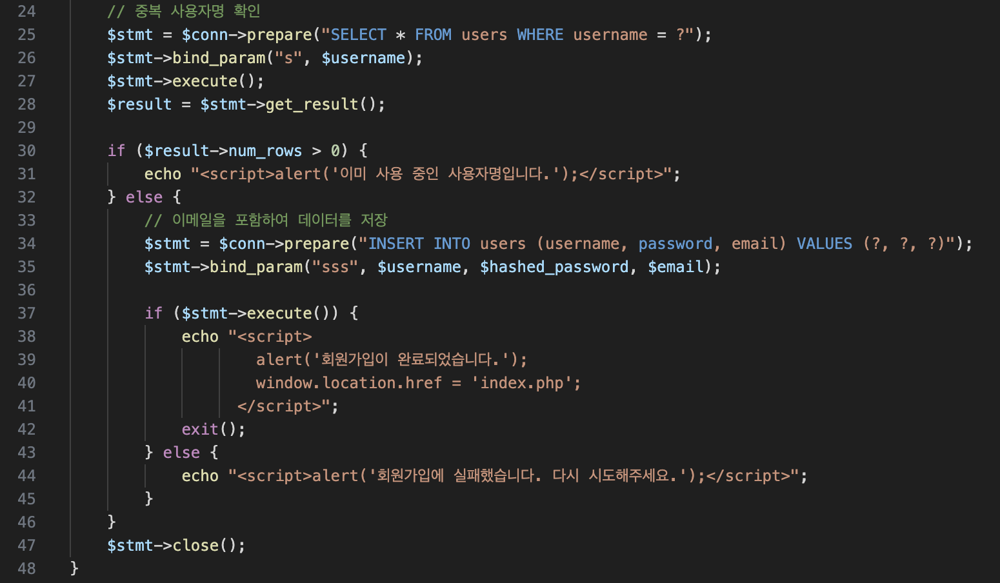 24 // 중복 사용자명 확인
25 $stmt = $conn->prepare("SELECT * FROM users WHERE username = ?");
26 $stmt->bind_param("s", $username);
27 $stmt->execute();
28 $result = $stmt->get_result();
29
30 if ($result->num_rows > 0) {
31 echo "<script>alert('이미 사용 중인 사용자명입니다.');</script>";
32 } else {
33 // 이메일을 포함하여 데이터를 저장
34 $stmt = $conn->prepare("INSERT INTO users (username, password, email) VALUES (?, ?, ?)");
35 $stmt->bind_param("sss", $username, $hashed_password, $email);
36
37 if ($stmt->execute()) {
38 echo "<script>
39 alert('회원가입이 완료되었습니다.');
40 window.location.href = 'index.php';
41 </script>";
42 exit();
43 } else {
44 echo "<script>alert('회원가입에 실패했습니다. 다시 시도해주세요.');</script>";
45 }
46 }
47 $stmt->close();
48 }